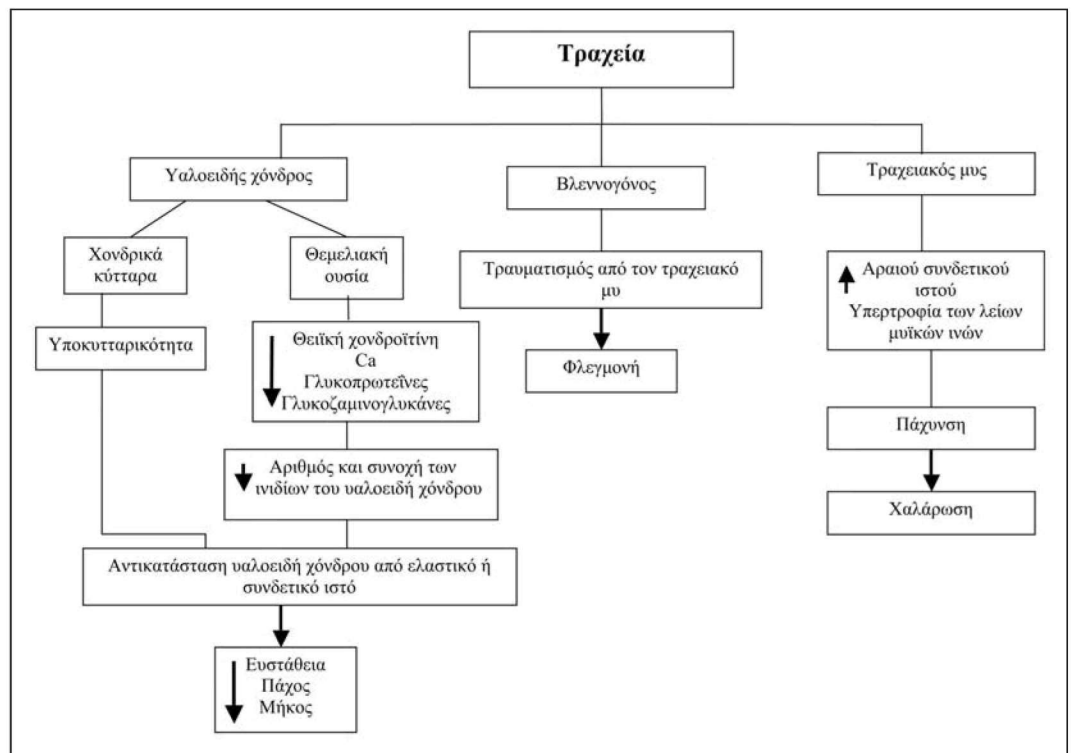 Τραχεία
Υαλοειδής χόνδρος
Βλεννογόνος
Τραχειακός μυς
Χονδρικά
κύτταρα
Θεμελιακή
ουσία
Τραυματισμός από τον τραχειακό
μυ
Αραιού συνδετικού
ιστού
Υπερτροφία των λείων
μυϊκών ινών
Υποκυτταρικότητα
Θειϊκή χονδροϊτίνη
Ca
Γλυκοπρωτεΐνες
Γλυκοζαμινογλυκάνες
Φλεγμονή
Πάχυνση
Αριθμός και συνοχή των
ινιδίων του υαλοειδή χόνδρου
Χαλάρωση
Αντικατάσταση υαλοειδή χόνδρου από ελαστικό ή
συνδετικό ιστό
Ευστάθεια
Πάχος
Μήκος